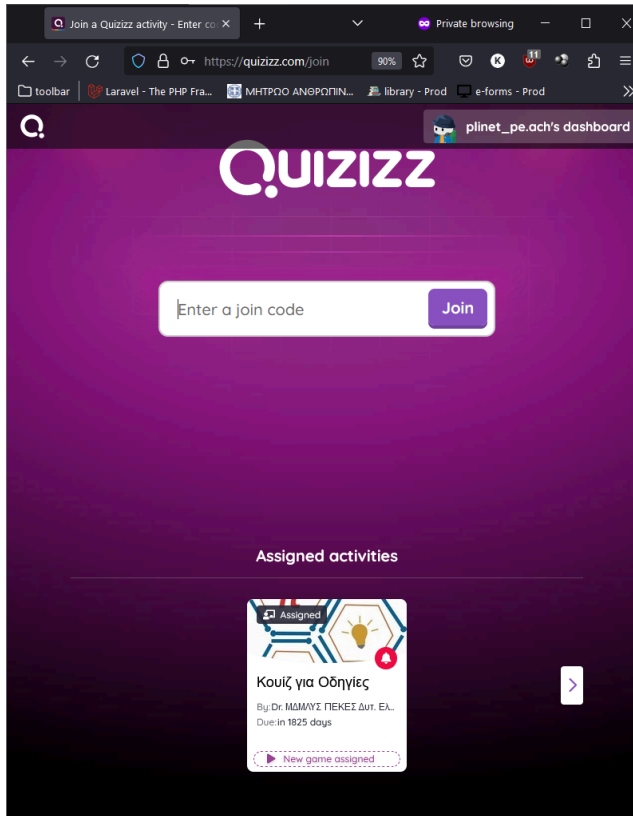 Join a Quizizz activity - Enter co
Private browsing
https://quizizz.com/join
90%
11
toolbar
Laravel - The PHP Fra...
ΜΗΤΡΩΟ ΑΝΘΡΩΠΙΝ...
library - Prod
e-forms - Prod
plinet_pe.ach's dashboard
QUIZIZZ
Enter a join code
Join
Assigned activities
Assigned
Κουίζ για Οδηγίες
By:Dr. ΜΔΜΛΥΣ ΠΕΚΕΣ Δυτ. Ελ..
Due:in 1825 days
New game assigned